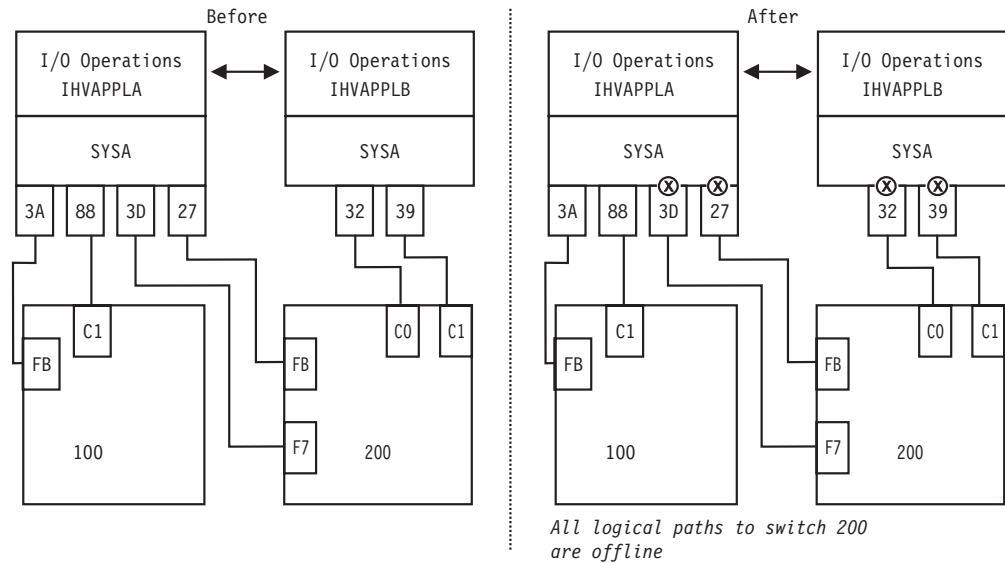 Before
I/O Operations
IHVAPPLA
I/O Operations
IHVAPPLB
SYSA
SYSA
3A
88
3D
27
32
39
C1
C0
C1
FB
FB
F7
100
200
After
I/O Operations
IHVAPPLA
I/O Operations
IHVAPPLB
SYSA
SYSA
X
X
X
X
3A
88
3D
27
32
39
C1
C0
C1
FB
FB
F7
100
200
All logical paths to switch 200
are offline